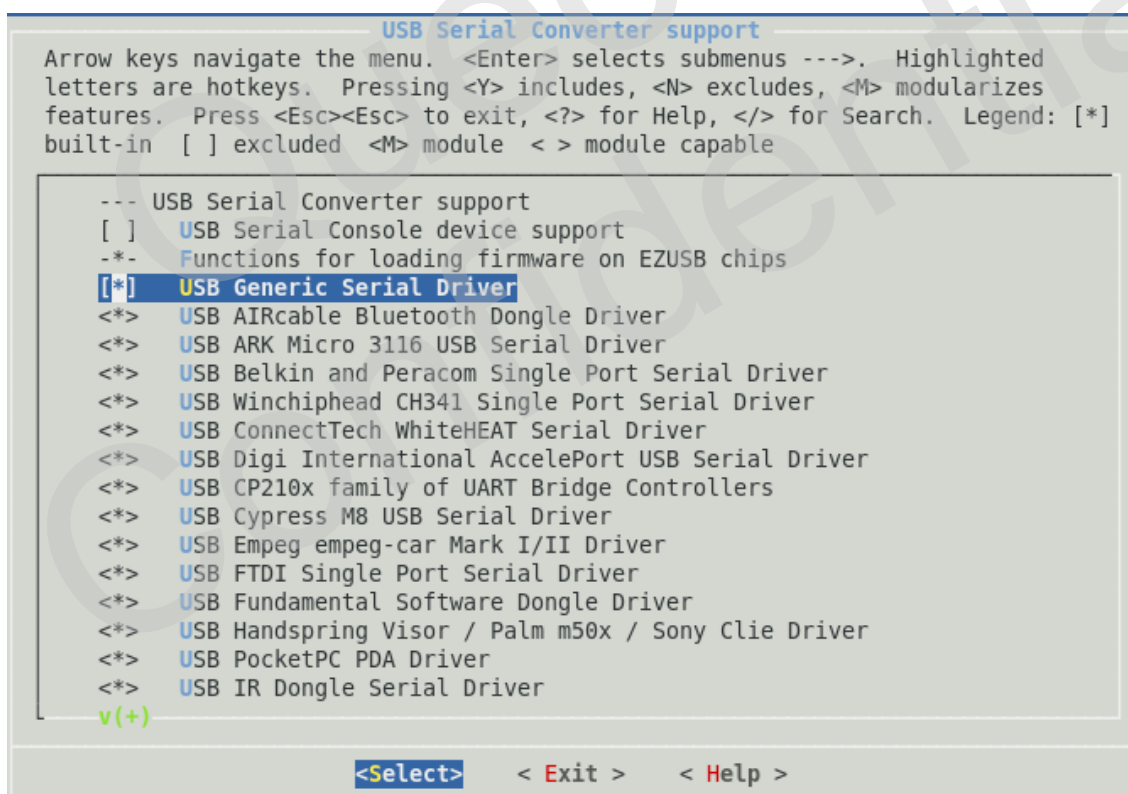 USB Serial Converter support
Arrow keys navigate the menu.  <Enter> selects submenus --->.  Highlighted
letters are hotkeys.  Pressing <Y> includes, <N> excludes, <M> modularizes
features.  Press <Esc><Esc> to exit, <?> for Help, </> for Search.  Legend: [*]
built-in  [ ] excluded  <M> module  < > module capable
--- USB Serial Converter support
[ ]   USB Serial Console device support
-*-   Functions for loading firmware on EZUSB chips
[*]   USB Generic Serial Driver
<*>   USB AIRcable Bluetooth Dongle Driver
<*>   USB ARK Micro 3116 USB Serial Driver
<*>   USB Belkin and Peracom Single Port Serial Driver
<*>   USB Winchiphead CH341 Single Port Serial Driver
<*>   USB ConnectTech WhiteHEAT Serial Driver
<*>   USB Digi International AccelePort USB Serial Driver
<*>   USB CP210x family of UART Bridge Controllers
<*>   USB Cypress M8 USB Serial Driver
<*>   USB Empeg empeg-car Mark I/II Driver
<*>   USB FTDI Single Port Serial Driver
<*>   USB Fundamental Software Dongle Driver
<*>   USB Handspring Visor / Palm m50x / Sony Clie Driver
<*>   USB PocketPC PDA Driver
<*>   USB IR Dongle Serial Driver
v(+)
<Select>    < Exit >    < Help >